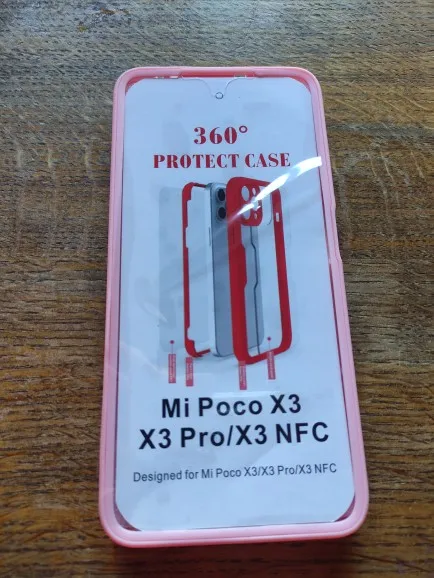 360°
PROTECT CASE
Mi Poco X3
X3 Pro/X3 NFC
Designed for Mi Poco X3/X3 Pro/X3 NFC